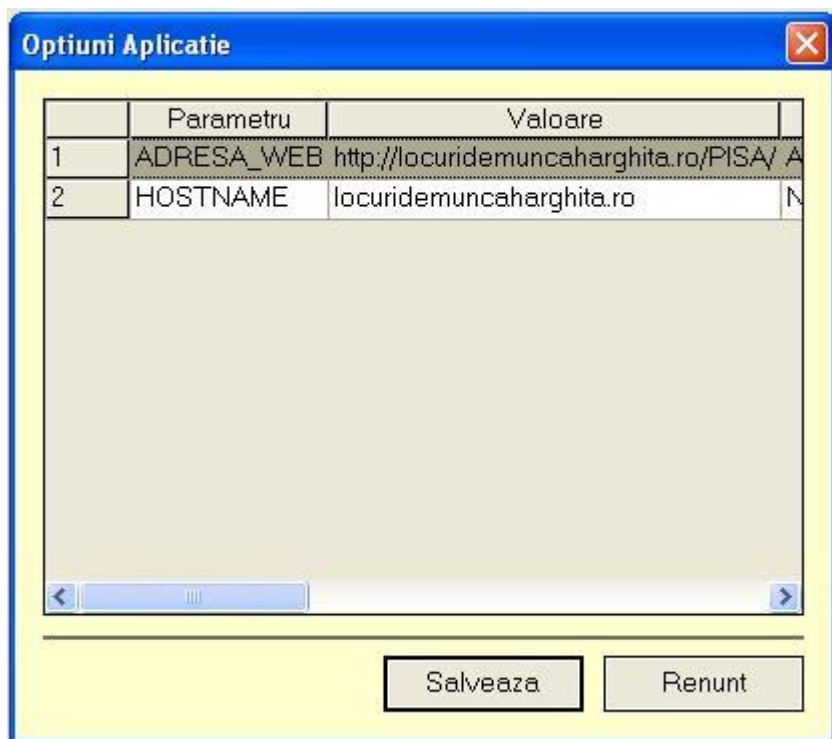 Optiuni Aplicatie
Parametru Valoare
1 ADRESA_WEB http://locuridemuncaharghita.ro/PISA/ A
2 HOSTNAME locuridemuncaharghita.ro N
Salveaza Renunt